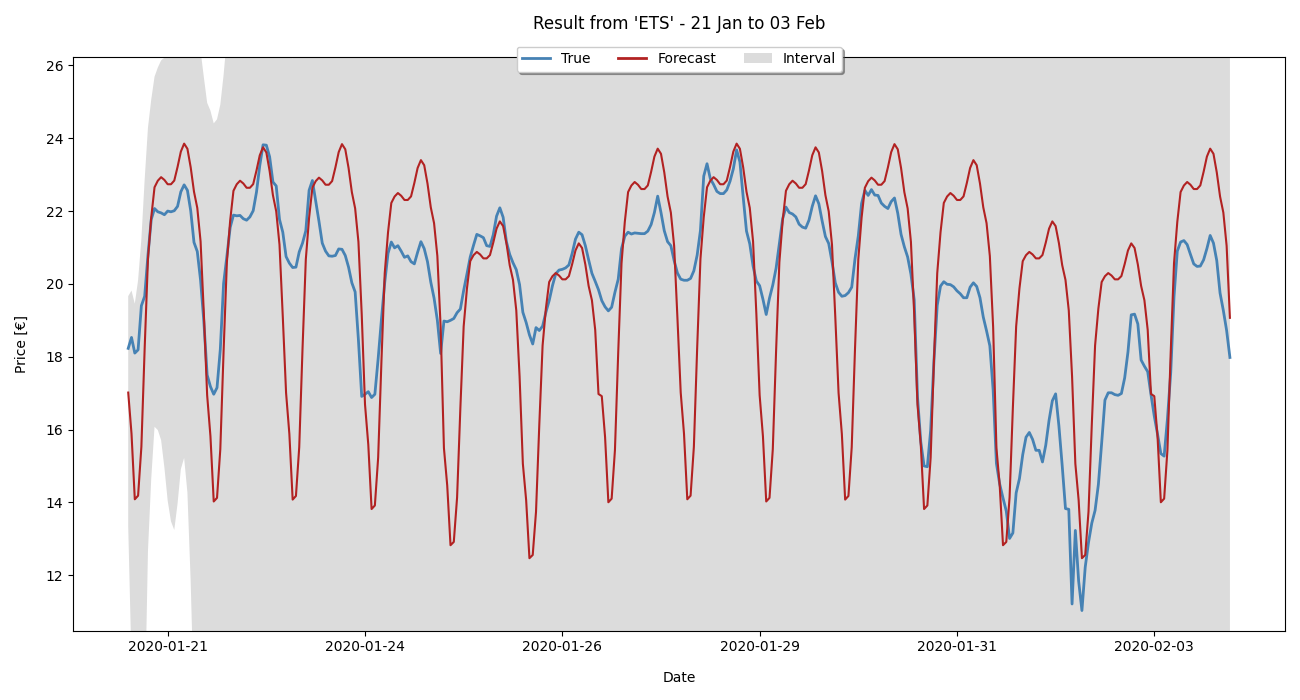 Result from 'ETS' - 21 Jan to 03 Feb
True Forecast Interval
26
24
22
20
18
16
14
12
Price [€]
2020-01-21 2020-01-24 2020-01-26 2020-01-29 2020-01-31 2020-02-03
Date